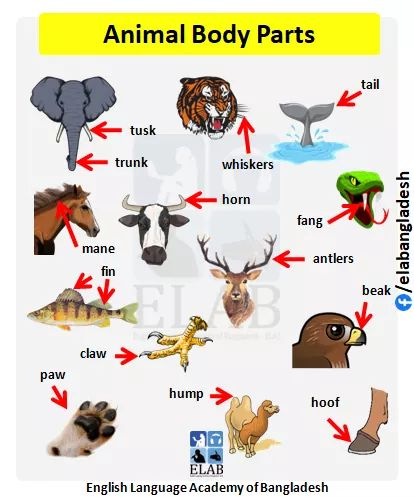 Animal Body Parts
tail
tusk
trunk
whiskers
horn
fang
mane
antlers
fin
beak
claw
paw
hump
hoof
/elabangladesh
ELAB
ELAB
English Language Academy of Bangladesh